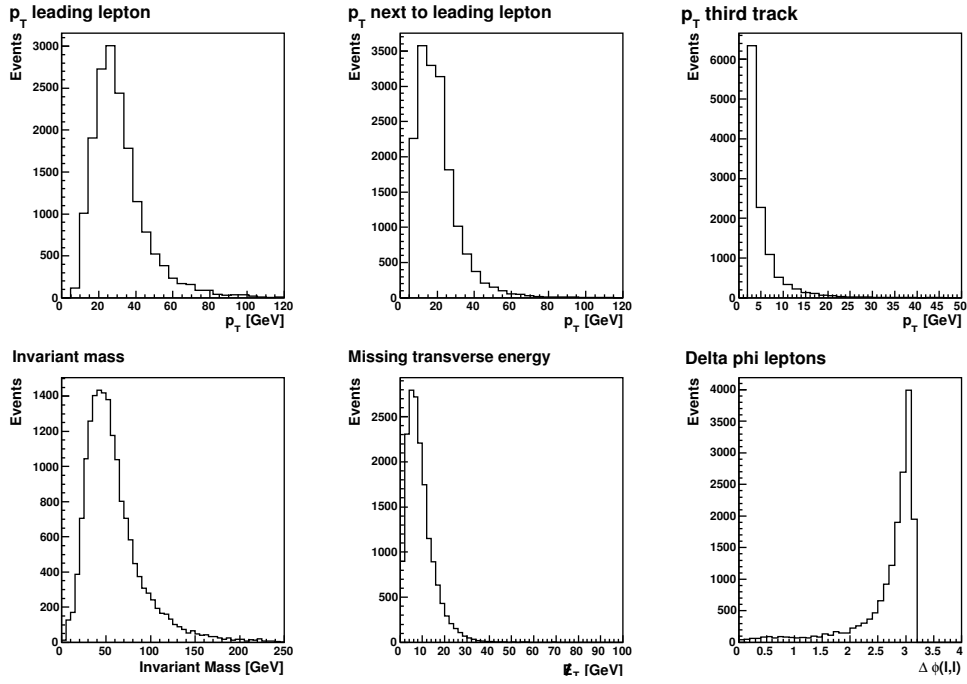 p_T leading lepton
Events
3000
2500
2000
1500
1000
500
0
0 20 40 60 80 100 120
p_T [GeV]
p_T next to leading lepton
Events
3500
3000
2500
2000
1500
1000
500
0
0 20 40 60 80 100 120
p_T [GeV]
p_T third track
Events
6000
5000
4000
3000
2000
1000
0
0 5 10 15 20 25 30 35 40 45 50
p_T [GeV]
Invariant mass
Events
1400
1200
1000
800
600
400
200
0
0 50 100 150 200 250
Invariant Mass [GeV]
Missing transverse energy
Events
2500
2000
1500
1000
500
0
0 10 20 30 40 50 60 70 80 90 100
E̸_T [GeV]
Delta phi leptons
Events
4000
3500
3000
2500
2000
1500
1000
500
0
0 0.5 1 1.5 2 2.5 3 3.5 4
Δ ϕ(l,l)